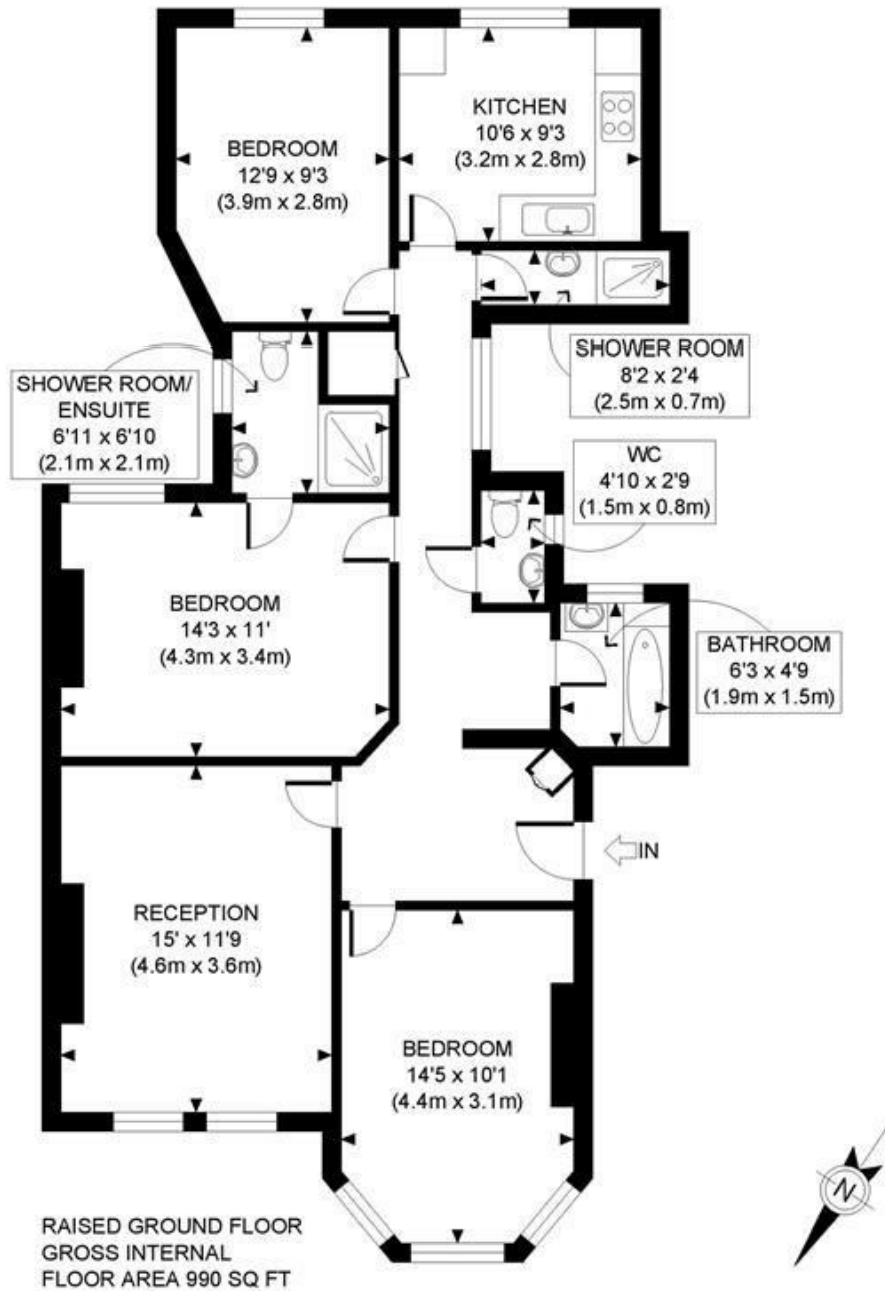 KITCHEN
10'6 x 9'3
(3.2m x 2.8m)
BEDROOM
12'9 x 9'3
(3.9m x 2.8m)
SHOWER ROOM
8'2 x 2'4
(2.5m x 0.7m)
SHOWER ROOM/
ENSUITE
6'11 x 6'10
(2.1m x 2.1m)
WC
4'10 x 2'9
(1.5m x 0.8m)
BEDROOM
14'3 x 11'
(4.3m x 3.4m)
BATHROOM
6'3 x 4'9
(1.9m x 1.5m)
IN
RECEPTION
15' x 11'9
(4.6m x 3.6m)
BEDROOM
14'5 x 10'1
(4.4m x 3.1m)
N
RAISED GROUND FLOOR
GROSS INTERNAL
FLOOR AREA 990 SQ FT